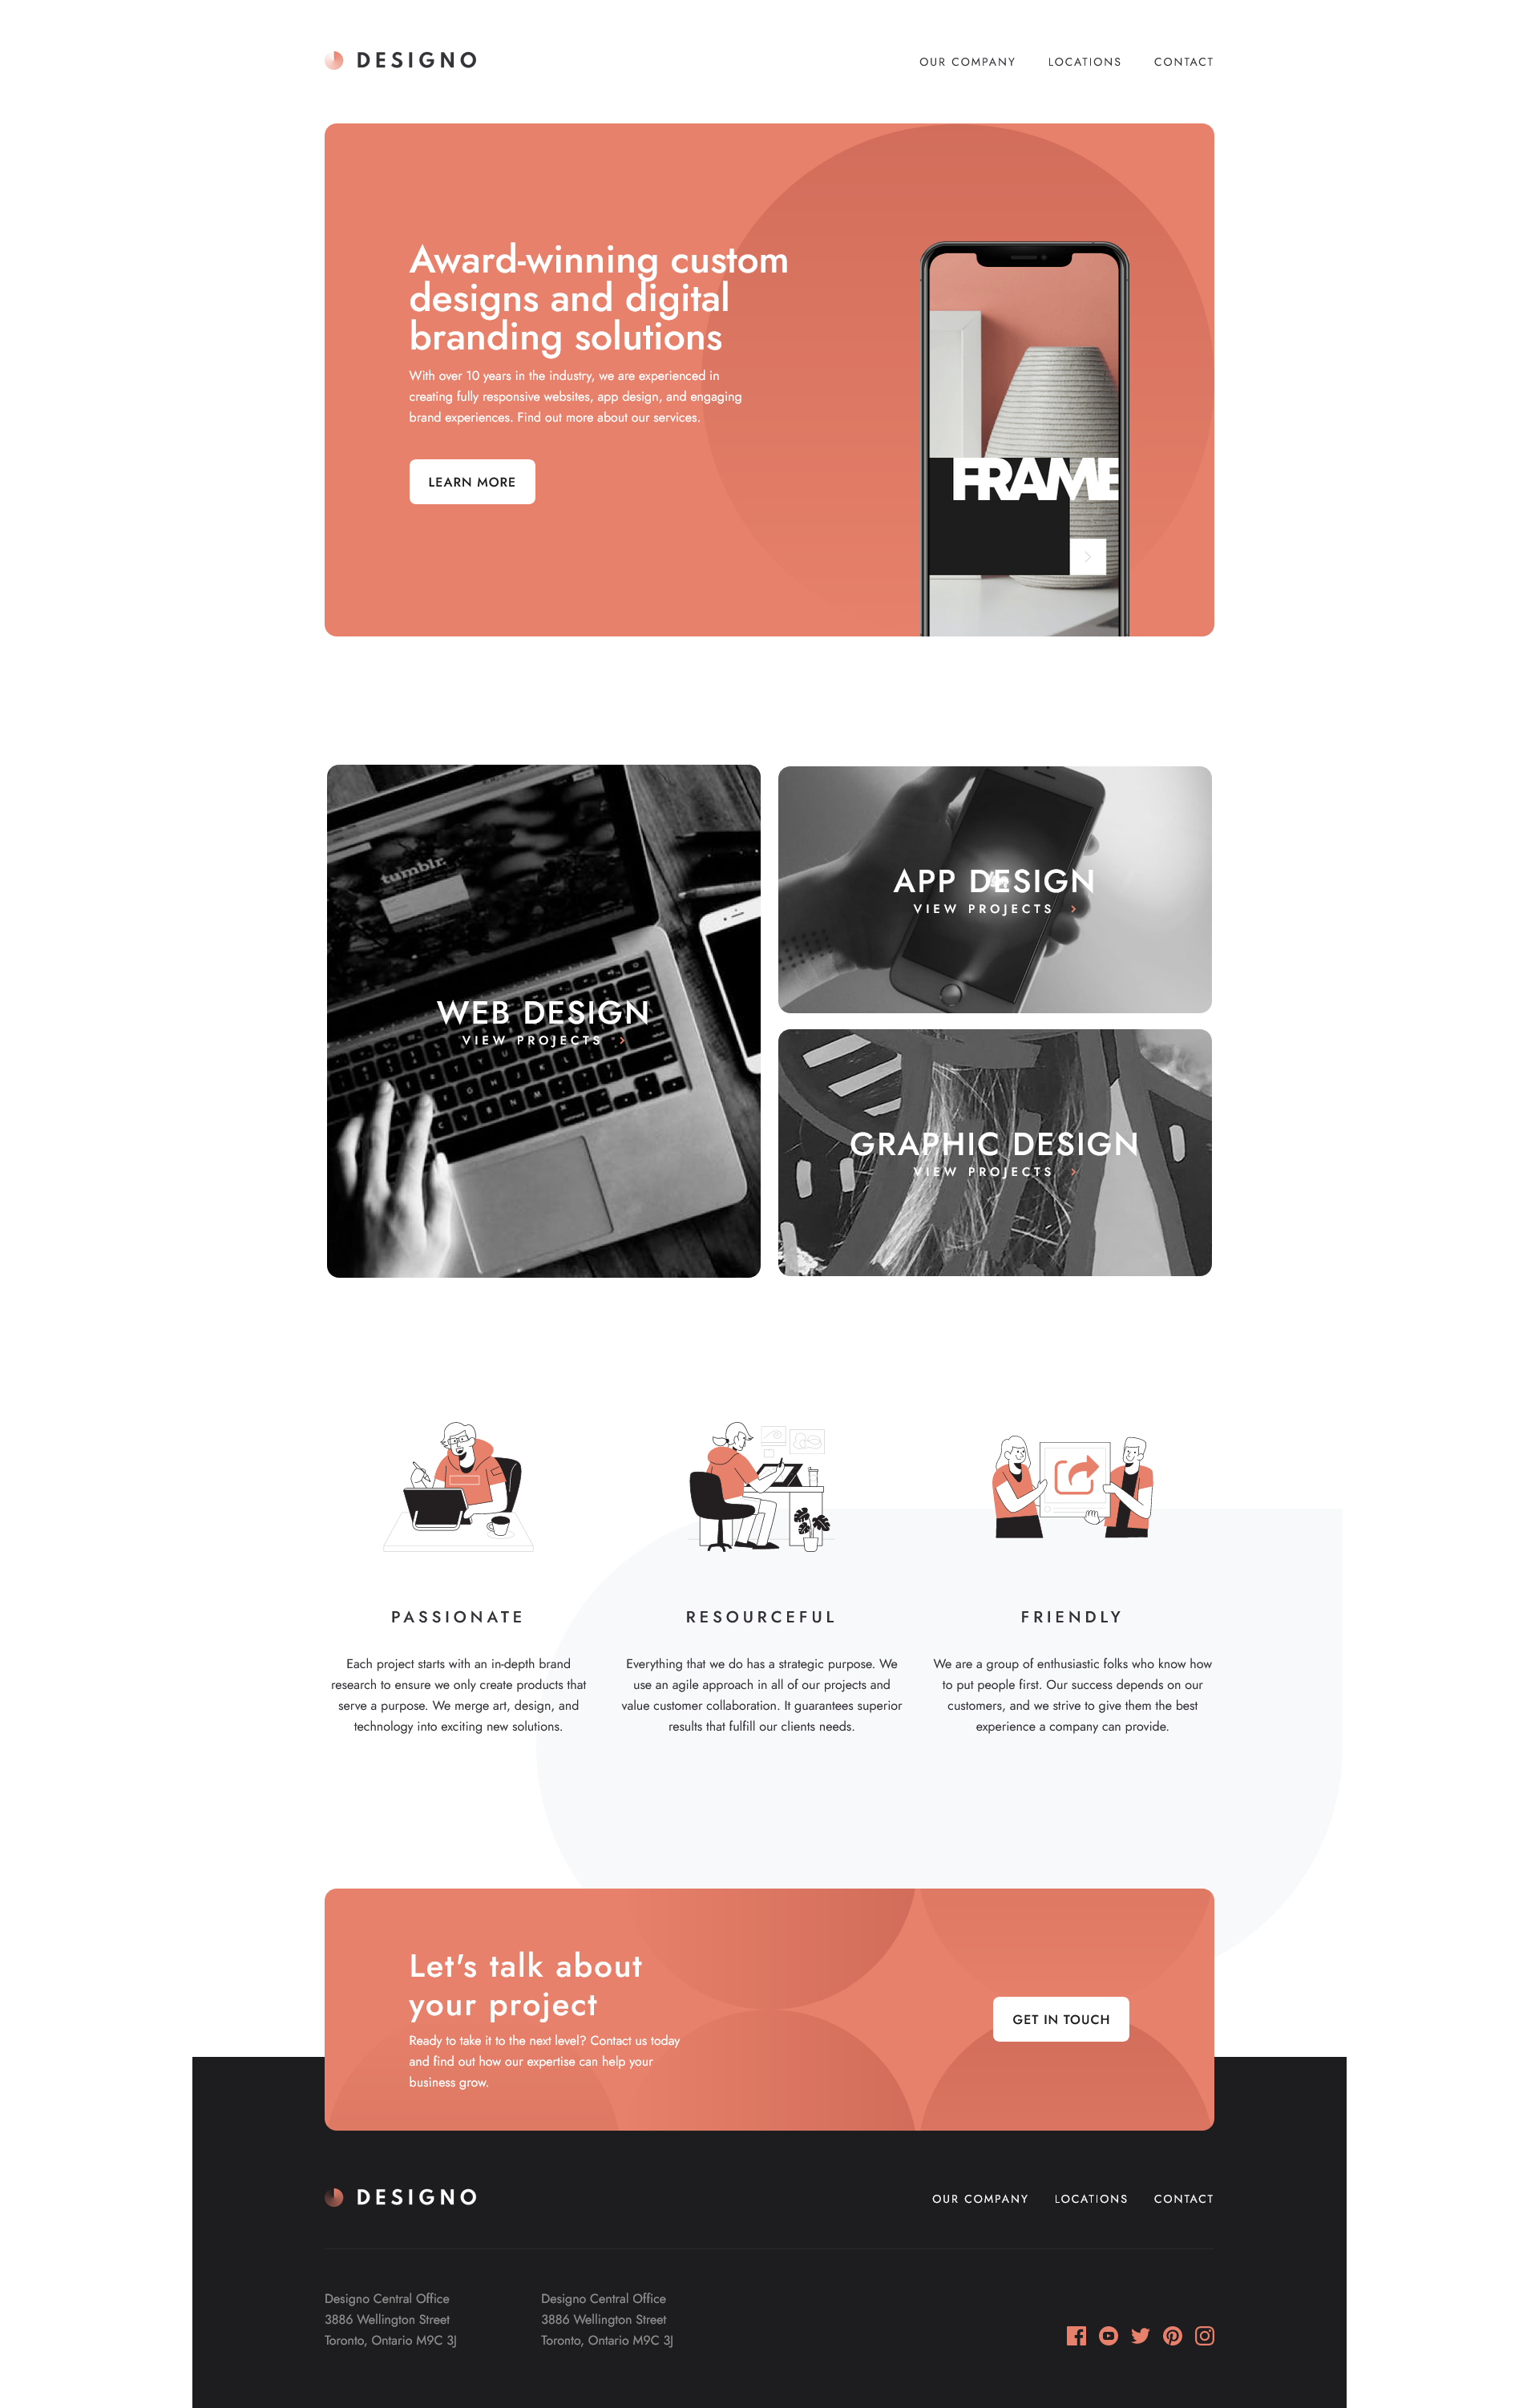 DESIGNO
OUR COMPANY
LOCATIONS
CONTACT
Award-winning custom
designs and digital
branding solutions
With over 10 years in the industry, we are experienced in
creating fully responsive websites, app design, and engaging
brand experiences. Find out more about our services.
LEARN MORE
FRAME
tumblr.
WEB DESIGN
VIEW PROJECTS
APP DESIGN
VIEW PROJECTS
GRAPHIC DESIGN
VIEW PROJECTS
PASSIONATE
Each project starts with an in-depth brand
research to ensure we only create products that
serve a purpose. We merge art, design, and
technology into exciting new solutions.
RESOURCEFUL
Everything that we do has a strategic purpose. We
use an agile approach in all of our projects and
value customer collaboration. It guarantees superior
results that fulfill our clients needs.
FRIENDLY
We are a group of enthusiastic folks who know how
to put people first. Our success depends on our
customers, and we strive to give them the best
experience a company can provide.
Let's talk about
your project
Ready to take it to the next level? Contact us today
and find out how our expertise can help your
business grow.
GET IN TOUCH
DESIGNO
OUR COMPANY
LOCATIONS
CONTACT
Designo Central Office
3886 Wellington Street
Toronto, Ontario M9C 3J
Designo Central Office
3886 Wellington Street
Toronto, Ontario M9C 3J